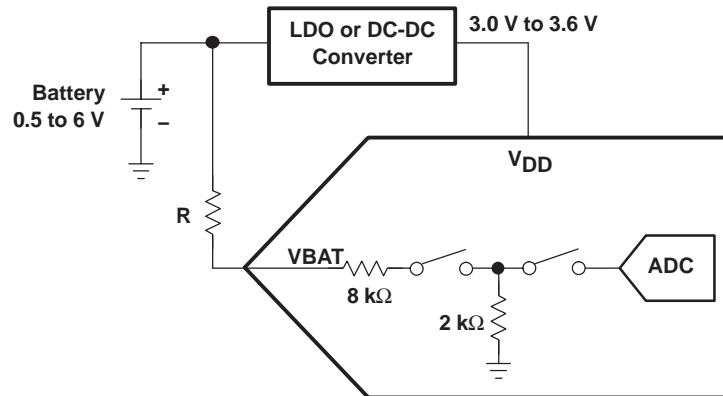 LDO or DC-DC
Converter
3.0 V to 3.6 V
Battery
0.5 to 6 V
+
–
VDD
R
VBAT
8 kΩ
2 kΩ
ADC